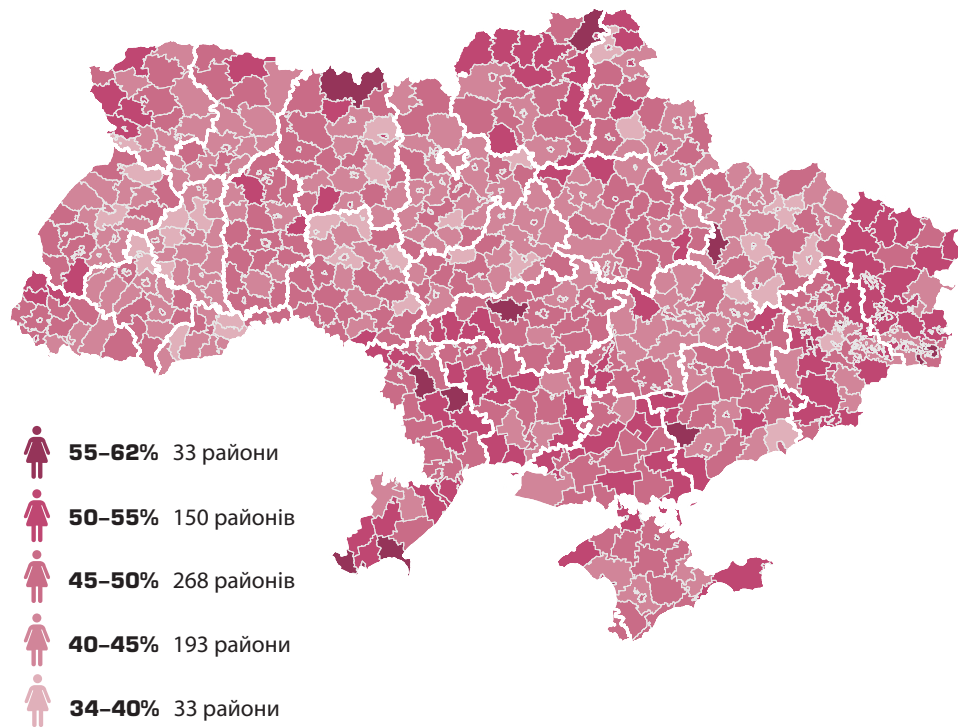 55–62% 33 райони
50–55% 150 районів
45–50% 268 районів
40–45% 193 райони
34–40% 33 райони